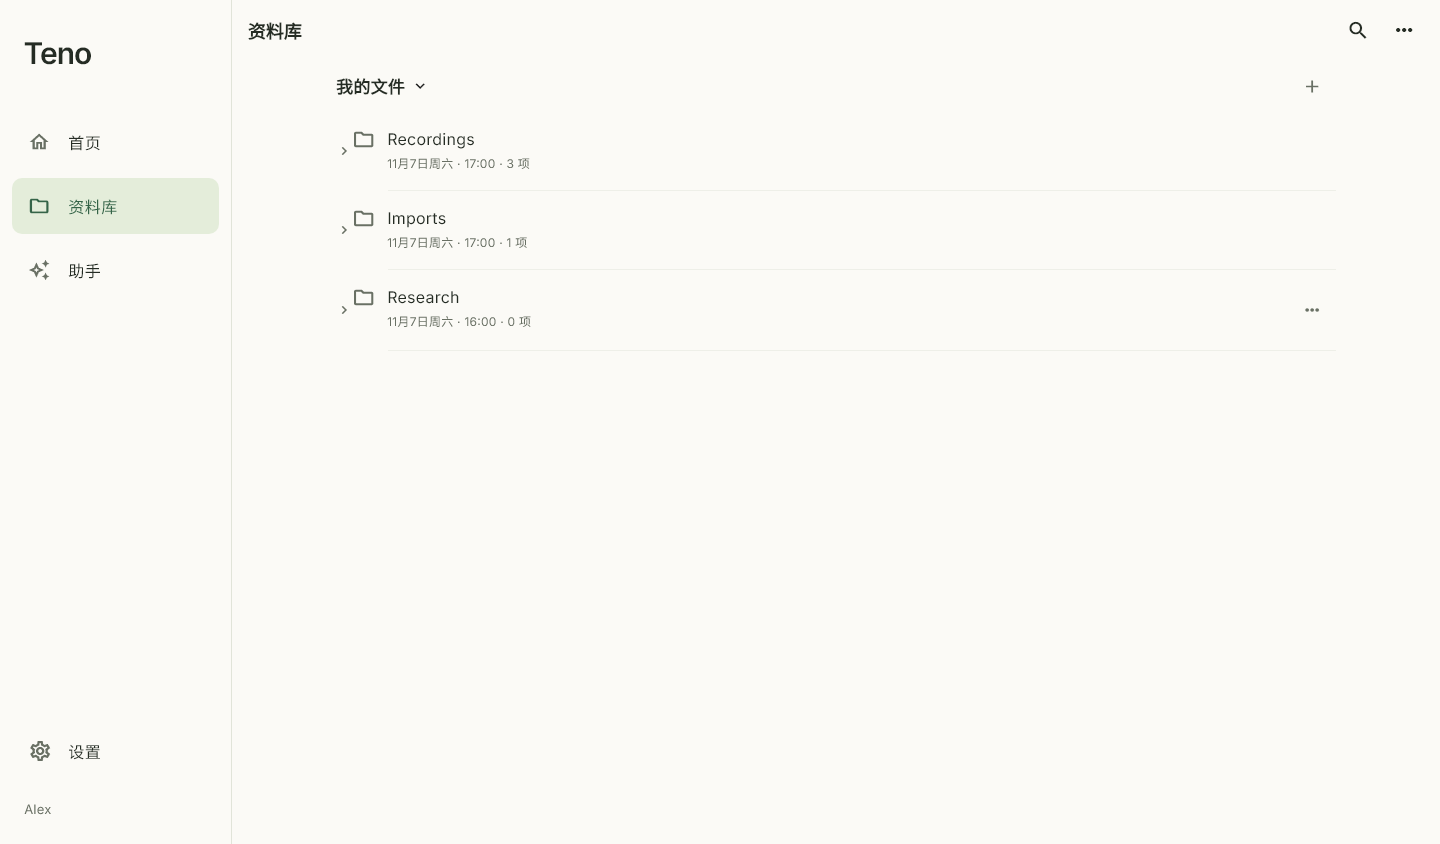 Teno
首页
资料库
助手
设置
Alex
资料库
我的文件
Recordings
11月7日周六 · 17:00 · 3 项
Imports
11月7日周六 · 17:00 · 1 项
Research
11月7日周六 · 16:00 · 0 项